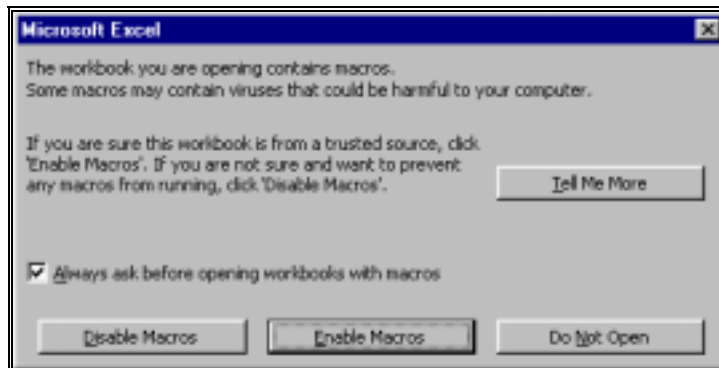 Microsoft Excel
The workbook you are opening contains macros.
Some macros may contain viruses that could be harmful to your computer.
If you are sure this workbook is from a trusted source, click
'Enable Macros'. If you are not sure and want to prevent
any macros from running, click 'Disable Macros'.
Tell Me More
Always ask before opening workbooks with macros
Disable Macros
Enable Macros
Do Not Open